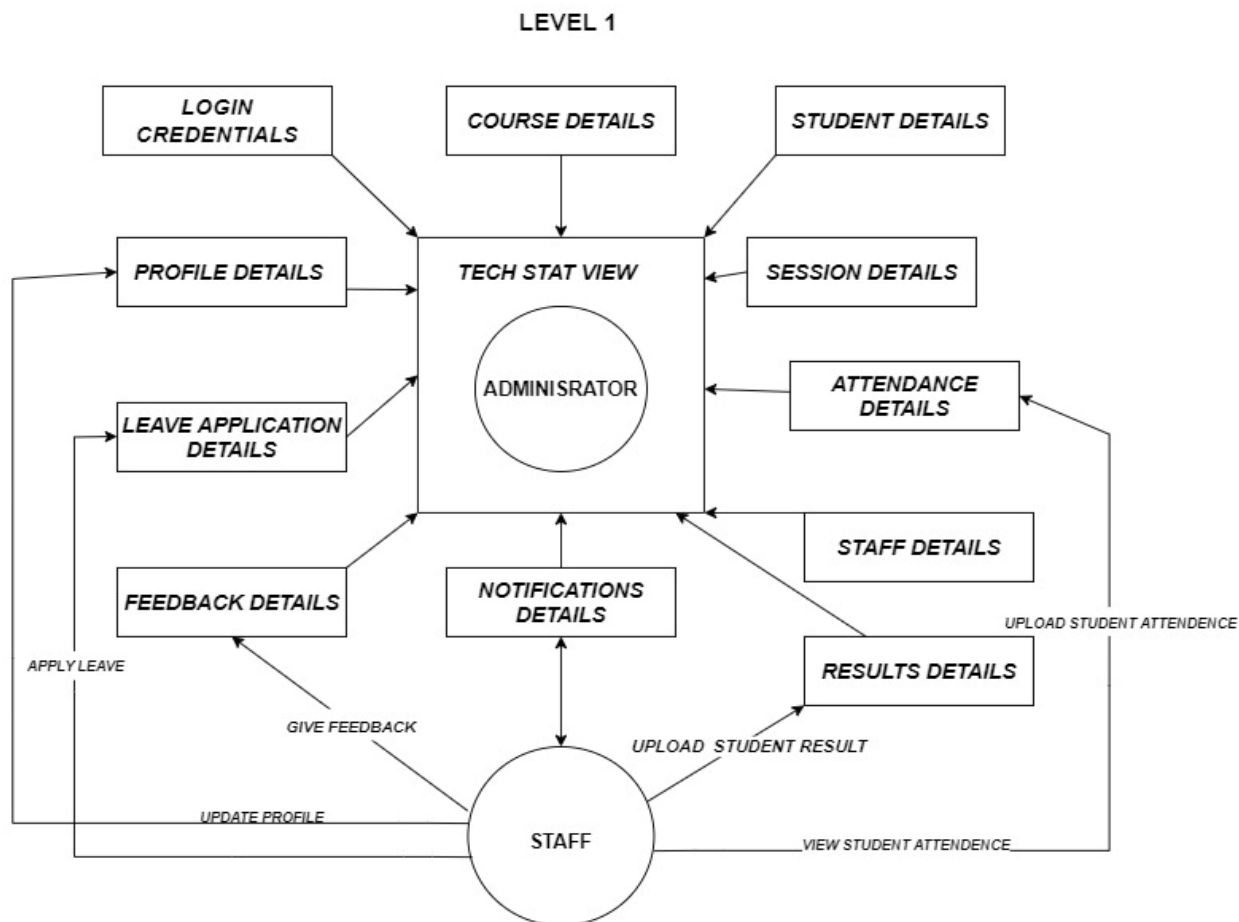 LEVEL 1
LOGIN
CREDENTIALS
COURSE DETAILS
STUDENT DETAILS
PROFILE DETAILS
TECH STAT VIEW
SESSION DETAILS
ADMINISRATOR
ATTENDANCE
DETAILS
LEAVE APPLICATION
DETAILS
STAFF DETAILS
FEEDBACK DETAILS
NOTIFICATIONS
DETAILS
UPLOAD STUDENT ATTENDENCE
APPLY LEAVE
RESULTS DETAILS
GIVE FEEDBACK
UPLOAD STUDENT RESULT
UPDATE PROFILE
STAFF
VIEW STUDENT ATTENDENCE